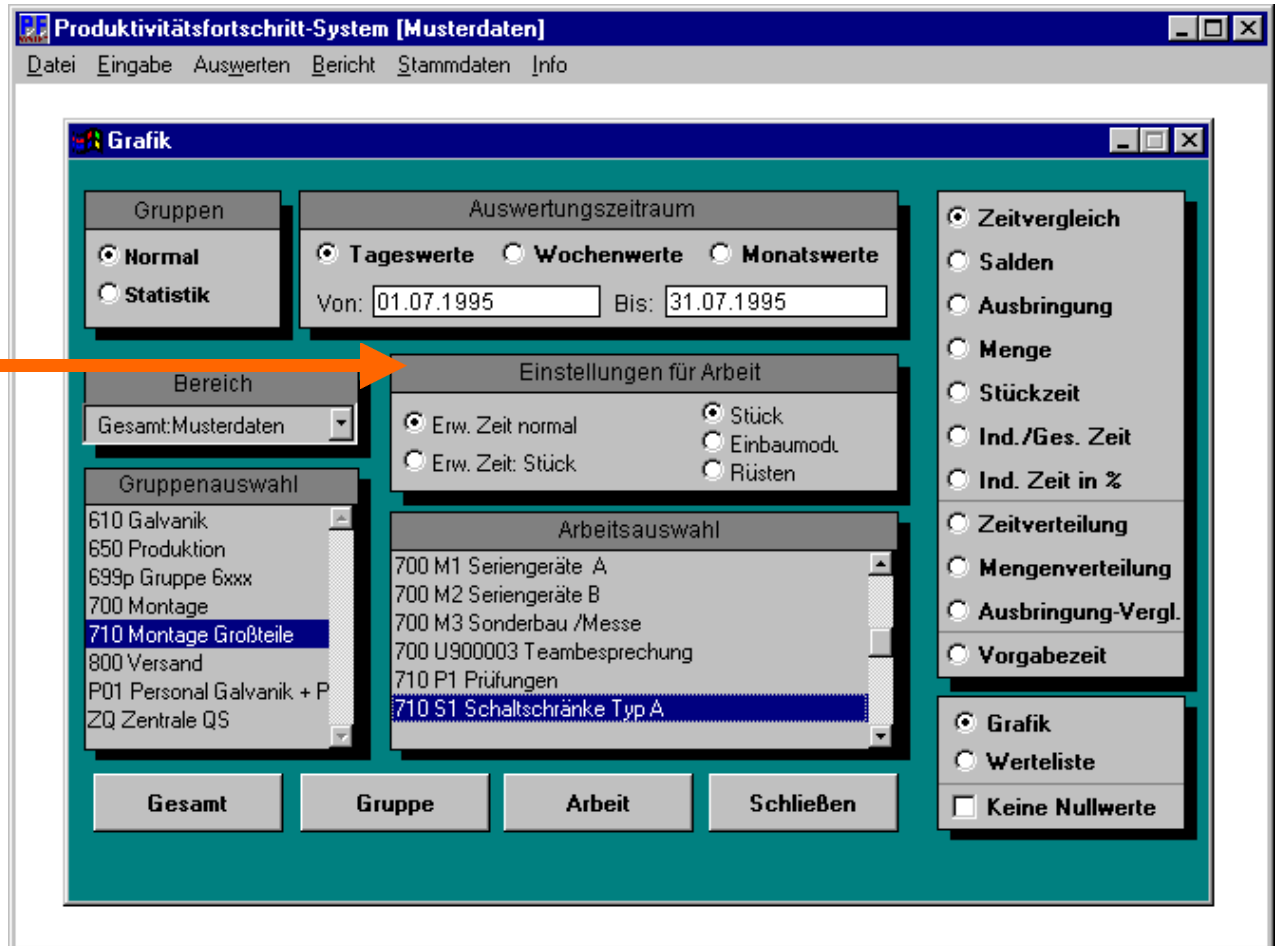 Produktivitätsfortschritt-System [Musterdaten]
Datei Eingabe Auswerten Bericht Stammdaten Info
Grafik
Gruppen
Normal
Statistik
Auswertungszeitraum
Tageswerte Wochenwerte Monatswerte
Von: 01.07.1995 Bis: 31.07.1995
Bereich
Gesamt:Musterdaten
Einstellungen für Arbeit
Erw. Zeit normal
Erw. Zeit: Stück
Stück
Einbaumodu
Rüsten
Gruppenauswahl
610 Galvanik
650 Produktion
699p Gruppe 6xxx
700 Montage
710 Montage Großteile
800 Versand
P01 Personal Galvanik + P
ZQ Zentrale QS
Arbeitsauswahl
700 M1 Seriengeräte A
700 M2 Seriengeräte B
700 M3 Sonderbau /Messe
700 U900003 Teambesprechung
710 P1 Prüfungen
710 S1 Schaltschränke Typ A
Zeitvergleich
Salden
Ausbringung
Menge
Stückzeit
Ind./Ges. Zeit
Ind. Zeit in %
Zeitverteilung
Mengenverteilung
Ausbringung-Vergl.
Vorgabezeit
Grafik
Werteliste
Keine Nullwerte
Gesamt Gruppe Arbeit Schließen